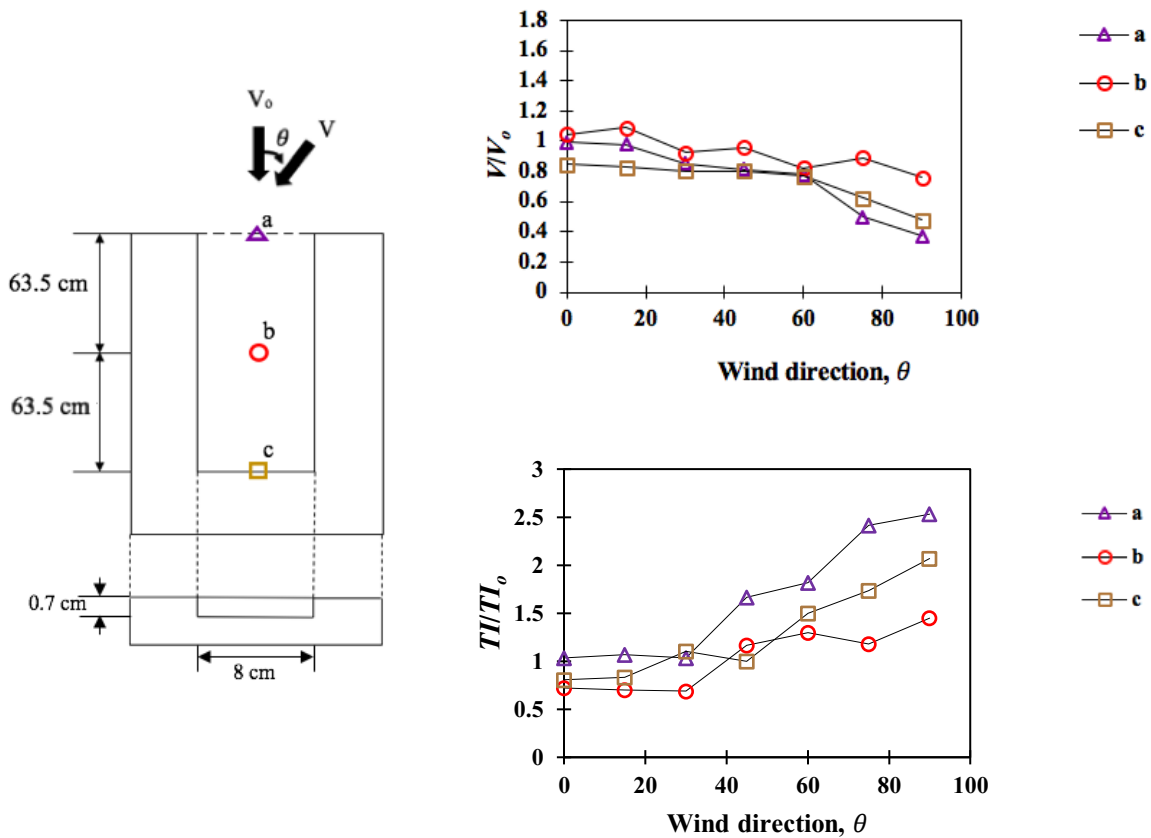 V₀
θ
V
a
63.5 cm
b
63.5 cm
c
0.7 cm
8 cm
V/Vₒ
1.8
1.6
1.4
1.2
1
0.8
0.6
0.4
0.2
0
0 20 40 60 80 100
Wind direction, θ
a
b
c
TI/TIₒ
3
2.5
2
1.5
1
0.5
0
0 20 40 60 80 100
Wind direction, θ
a
b
c